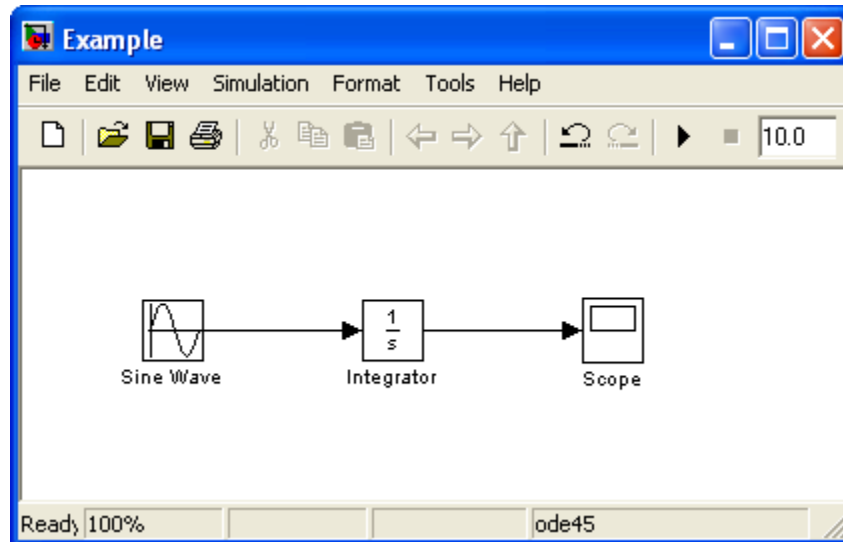 Example
File Edit View Simulation Format Tools Help
10.0
1
s
Sine Wave
Integrator
Scope
Ready 100% ode45